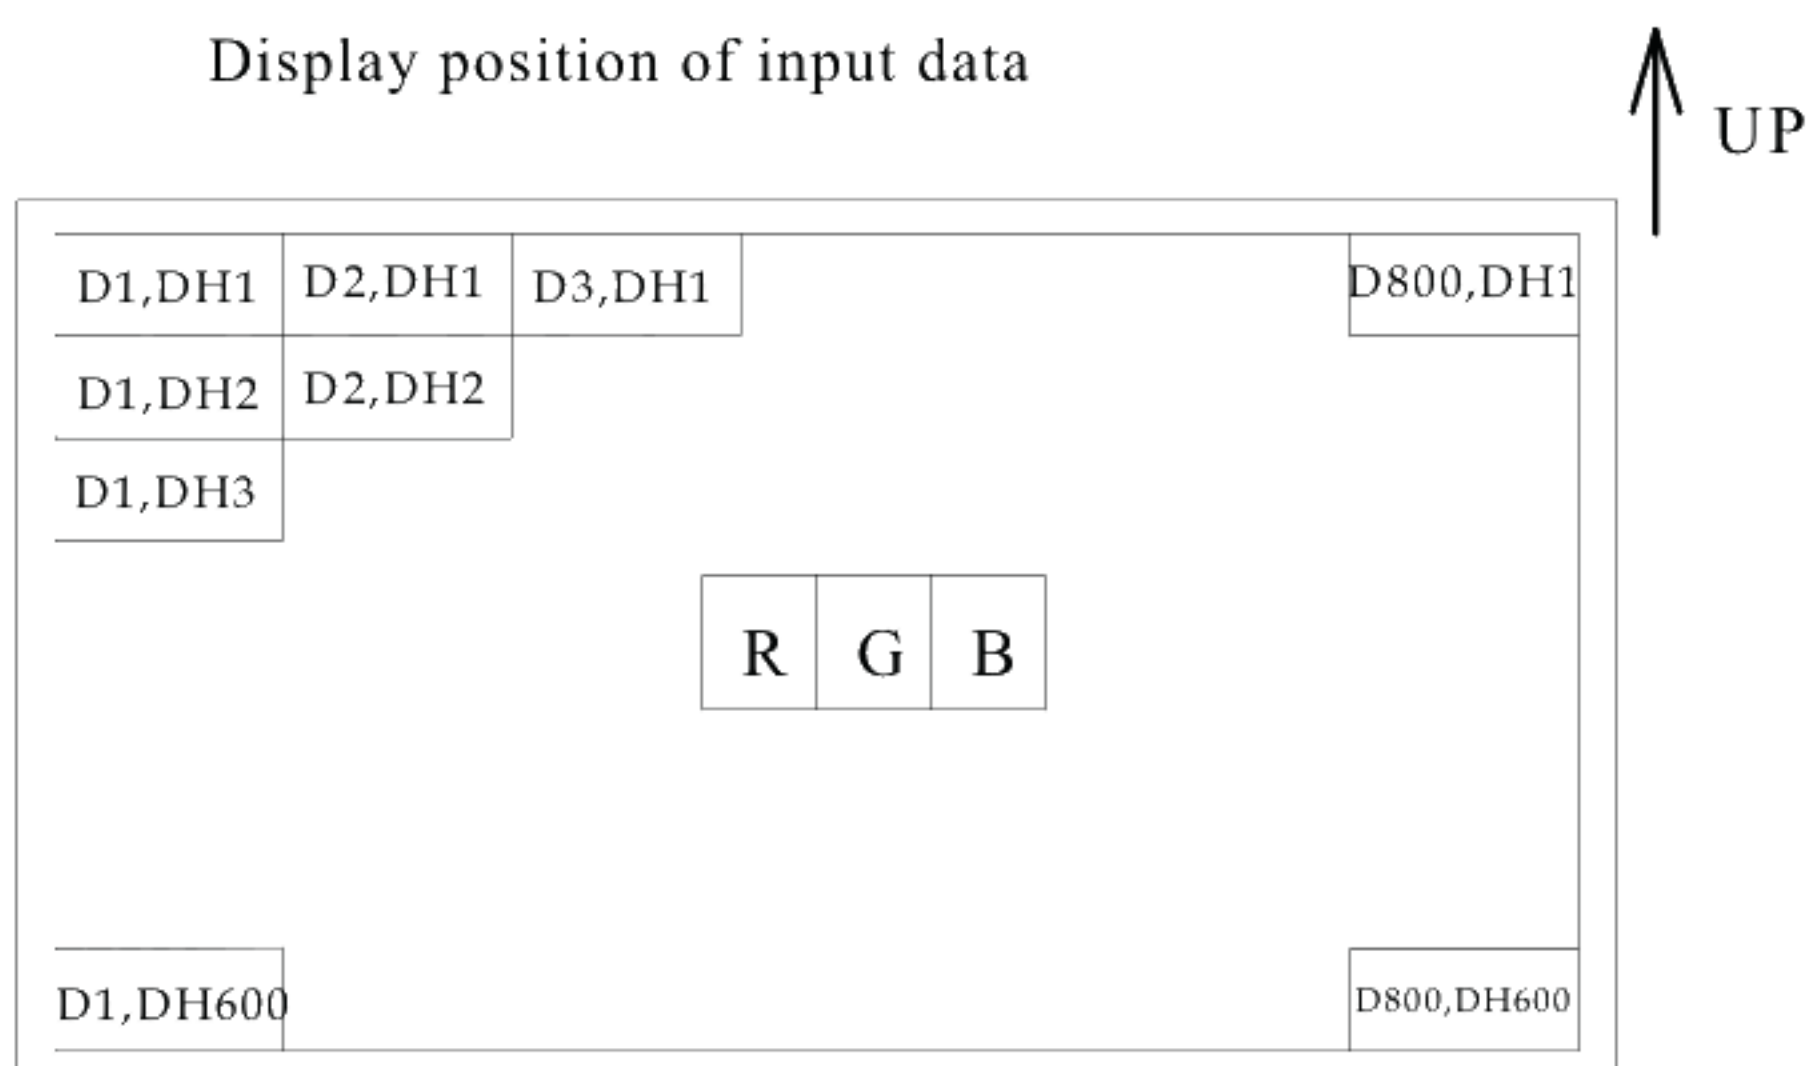 Display position of input data
UP
D1,DH1 D2,DH1 D3,DH1 D800,DH1
D1,DH2 D2,DH2
D1,DH3
R G B
D1,DH600 D800,DH600